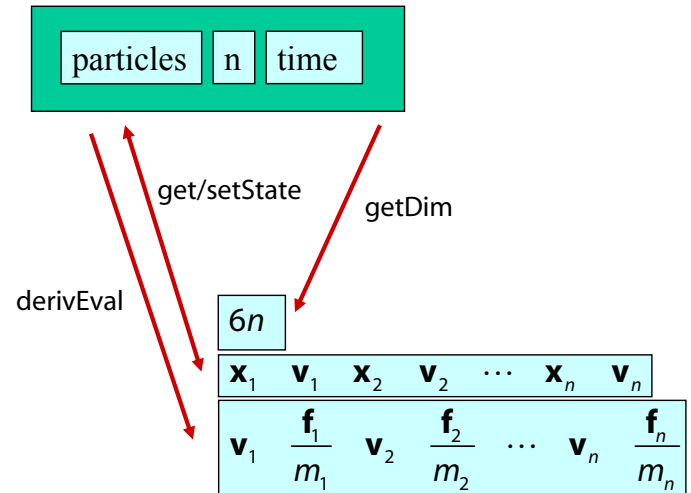 particles n time
get/setState
getDim
derivEval
6n
x₁ v₁ x₂ v₂ ⋯ xₙ vₙ
v₁ f₁/m₁ v₂ f₂/m₂ ⋯ vₙ fₙ/mₙ